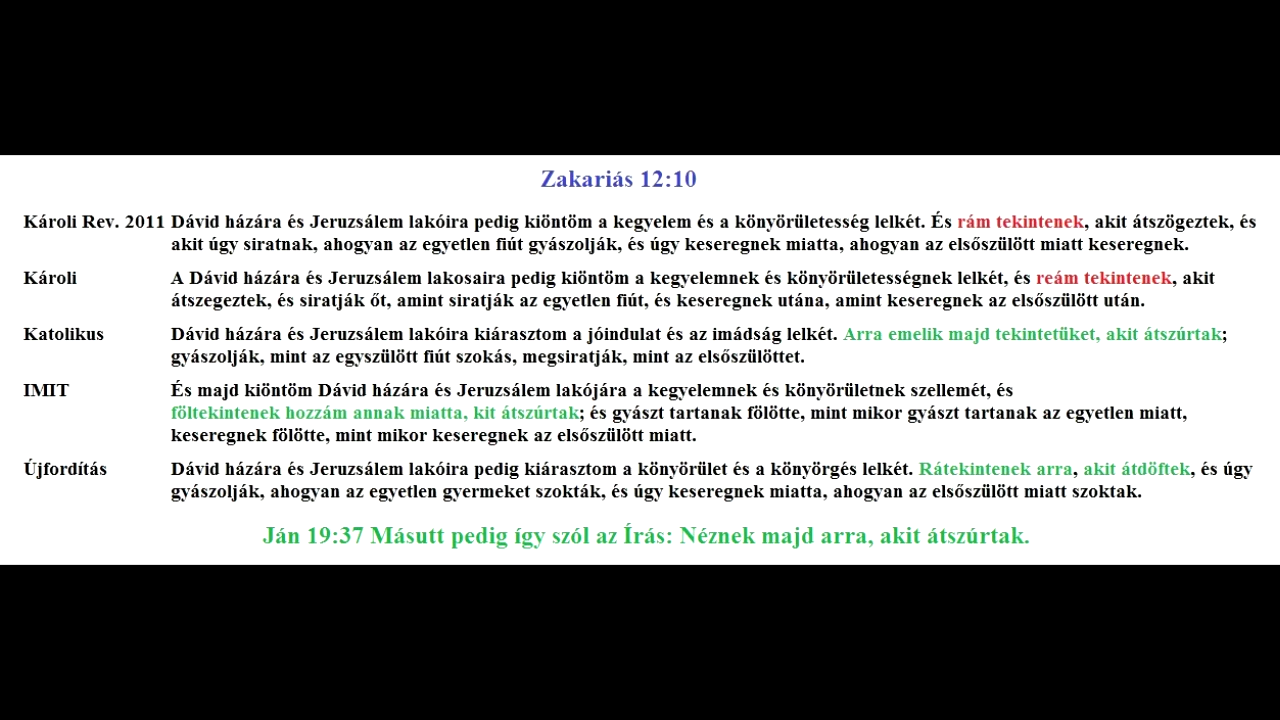 Zakariás 12:10
Károli Rev. 2011 Dávid házára és Jeruzsálem lakóira pedig kiöntöm a kegyelem és a könyörületesség lelkét. És rám tekintenek, akit átszögeztek, és
akit úgy siratnak, ahogyan az egyetlen fiút gyászolják, és úgy keseregnek miatta, ahogyan az elsőszülött miatt keseregnek.
Károli A Dávid házára és Jeruzsálem lakosaira pedig kiöntöm a kegyelemnek és könyörületességnek lelkét, és reám tekintenek, akit
átszegeztek, és siratják őt, amint siratják az egyetlen fiút, és keseregnek utána, amint keseregnek az elsőszülött után.
Katolikus Dávid házára és Jeruzsálem lakóira kiárasztom a jóindulat és az imádság lelkét. Arra emelik majd tekintetüket, akit átszúrtak;
gyászolják, mint az egyszülött fiút szokás, megsiratják, mint az elsőszülöttet.
IMIT És majd kiöntöm Dávid házára és Jeruzsálem lakójára a kegyelemnek és könyörületnek szellemét, és
föltekintenek hozzám annak miatta, kit átszúrtak; és gyászt tartanak fölötte, mint mikor gyászt tartanak az egyetlen miatt,
keseregnek fölötte, mint mikor keseregnek az elsőszülött miatt.
Újfordítás Dávid házára és Jeruzsálem lakóira pedig kiárasztom a könyörület és a könyörgés lelkét. Rátekintenek arra, akit átdöftek, és úgy
gyászolják, ahogyan az egyetlen gyermeket szokták, és úgy keseregnek miatta, ahogyan az elsőszülött miatt szoktak.
Ján 19:37 Másutt pedig így szól az Írás: Néznek majd arra, akit átszúrtak.